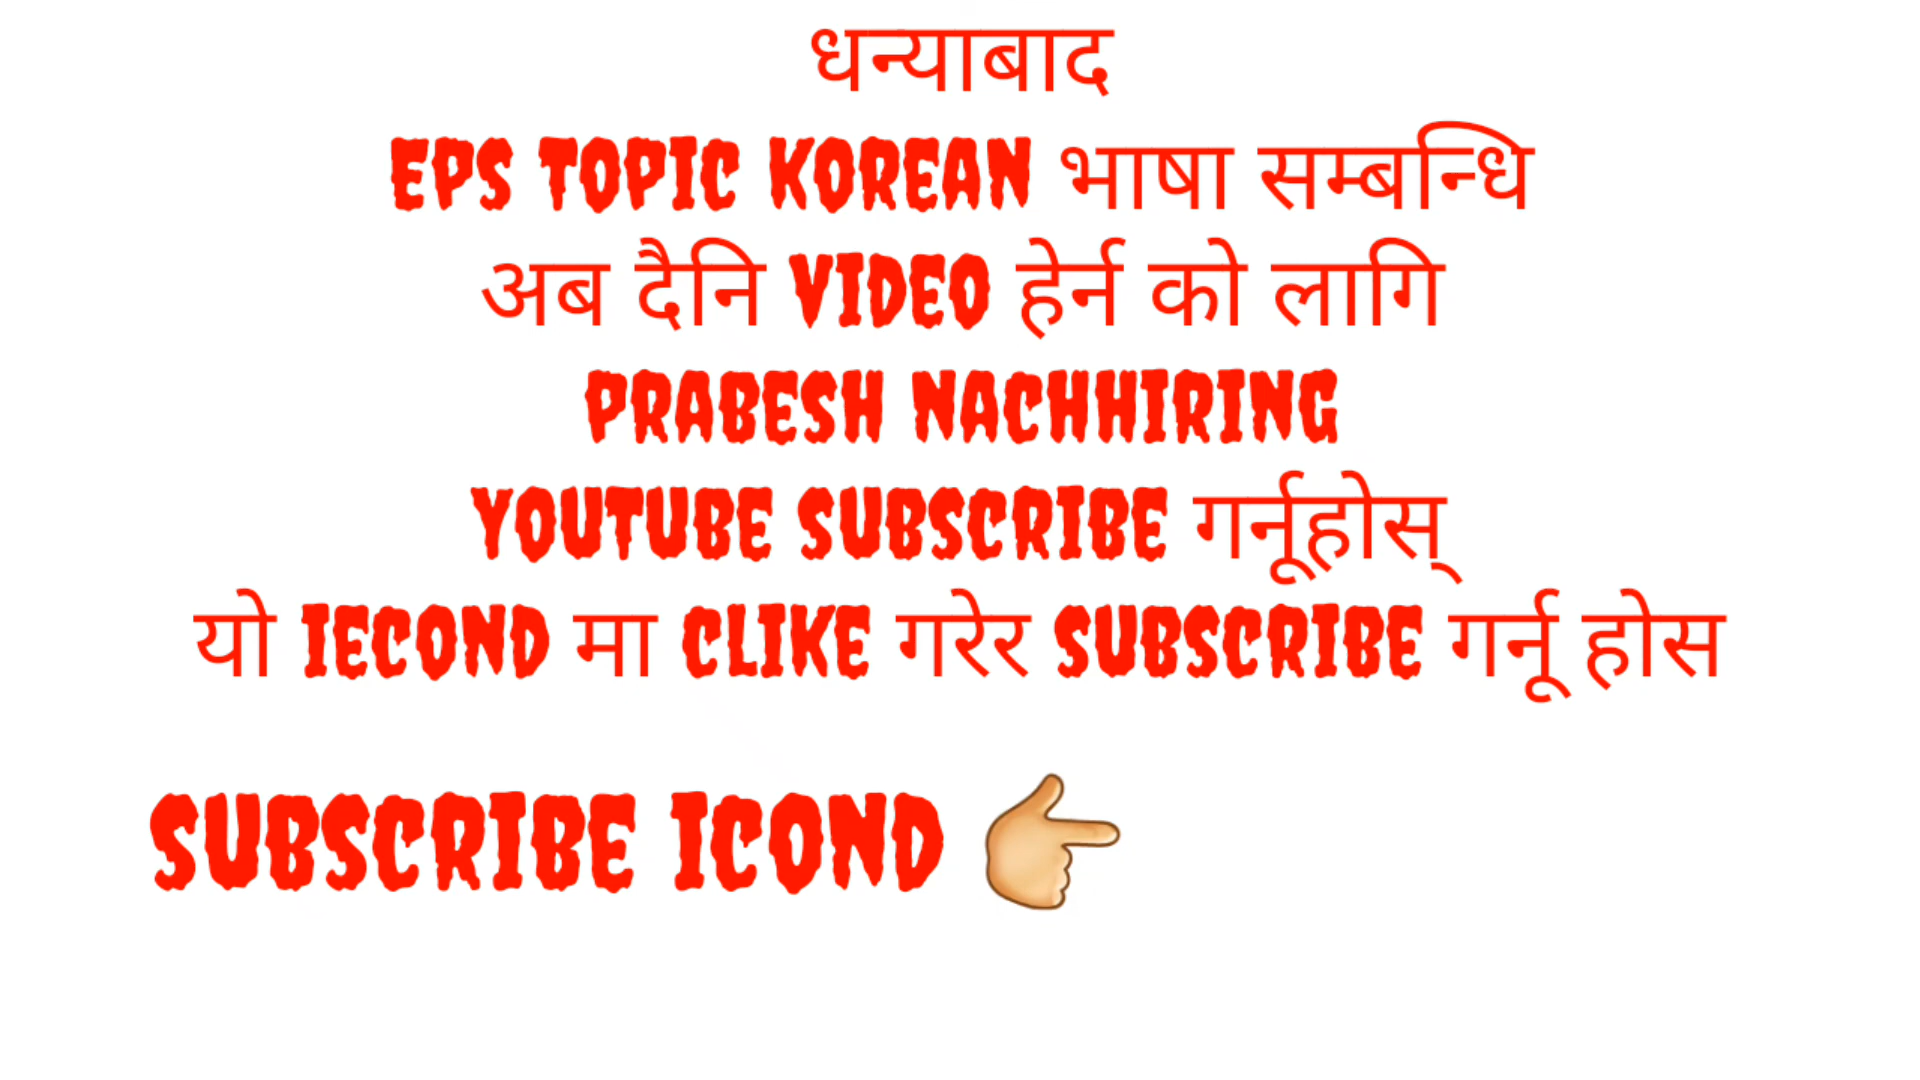 धन्याबाद
EPS TOPIC KOREAN भाषा सम्बन्धि
अब दैनि VIDEO हेर्न को लागि
PRABESH NACHHIRING
YOUTUBE SUBSCRIBE गर्नूहोस्
यो IECOND मा CLIKE गरेर SUBSCRIBE गर्नू होस
SUBSCRIBE ICOND